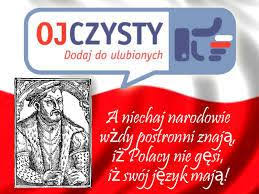 OJCZYSTY
Dodaj do ulubionych
A niechaj narodowie
wżdy postronni znają,
iż Polacy nie gęsi,
iż swój język mają!